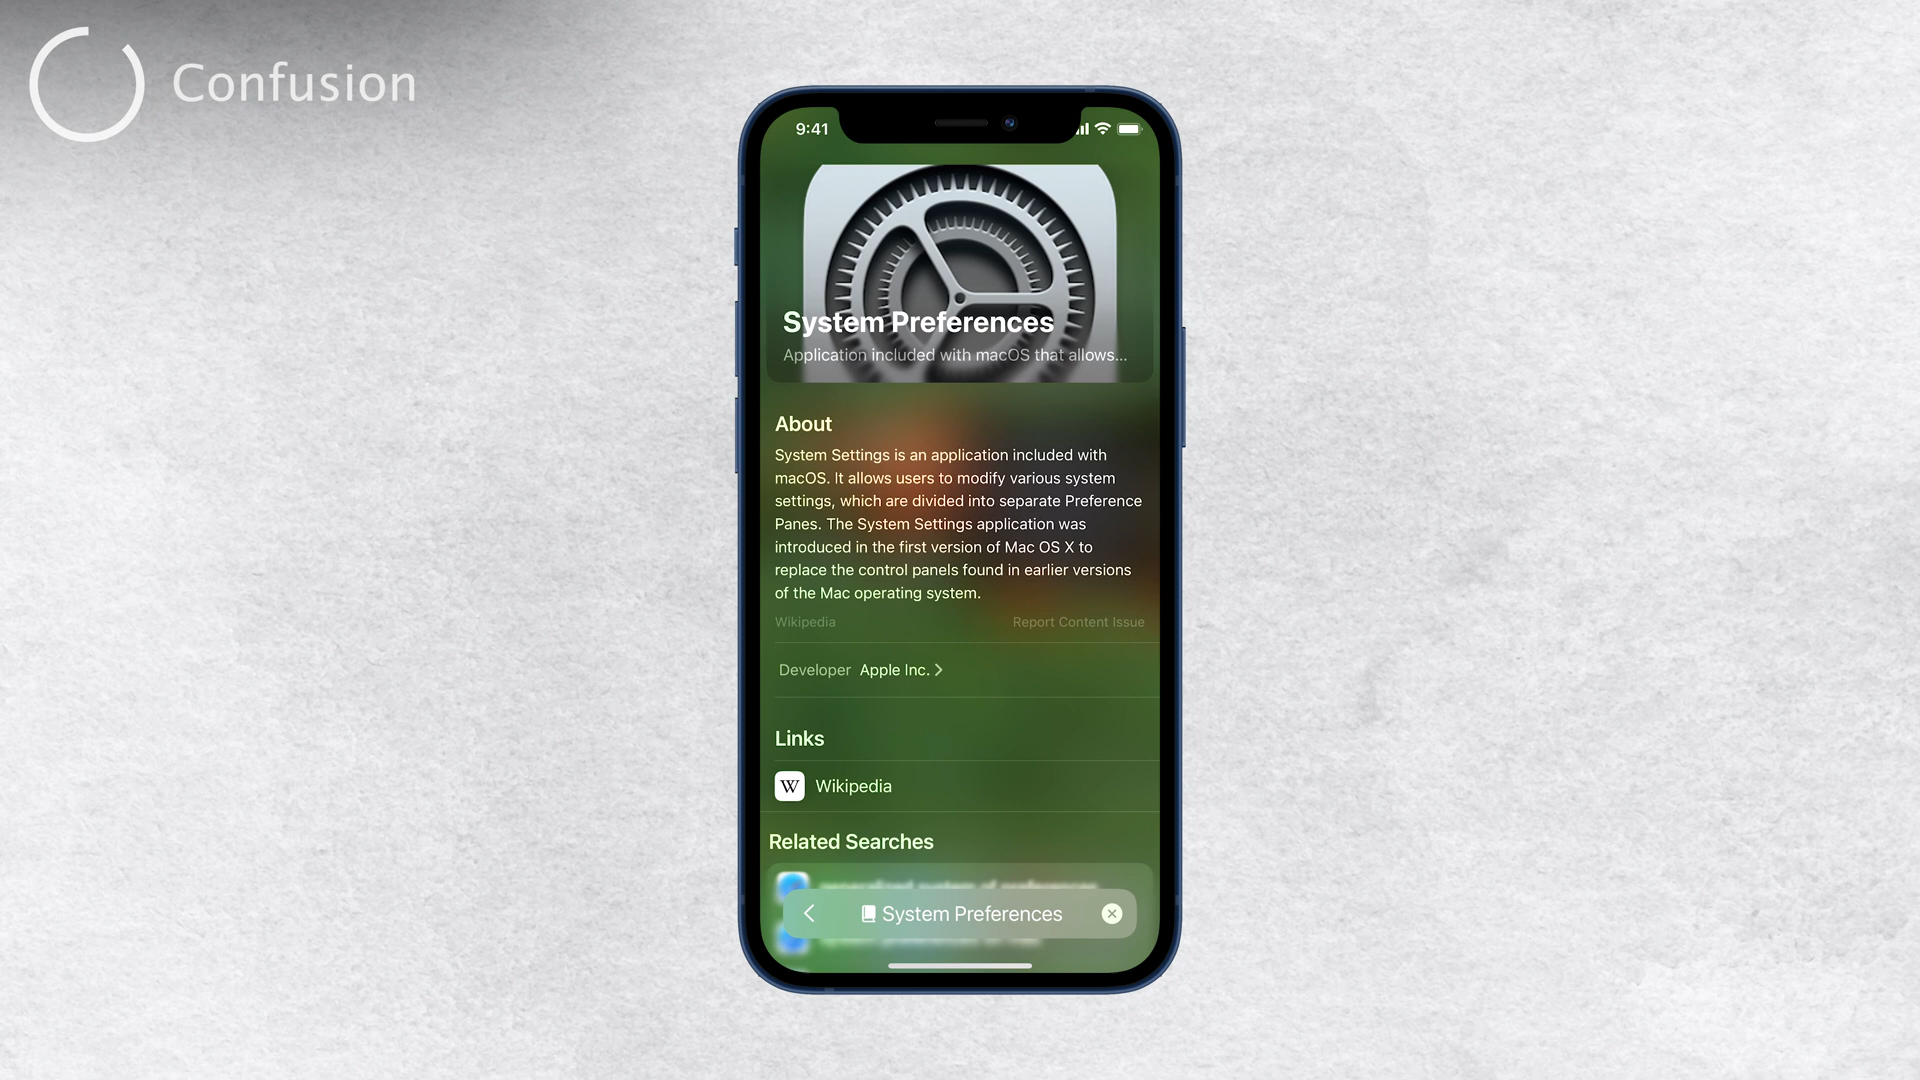 Confusion
9:41
System Preferences
Application included with macOS that allows...
About
System Settings is an application included with
macOS. It allows users to modify various system
settings, which are divided into separate Preference
Panes. The System Settings application was
introduced in the first version of Mac OS X to
replace the control panels found in earlier versions
of the Mac operating system.
Wikipedia
Report Content Issue
Developer Apple Inc.
Links
W Wikipedia
Related Searches
System Preferences